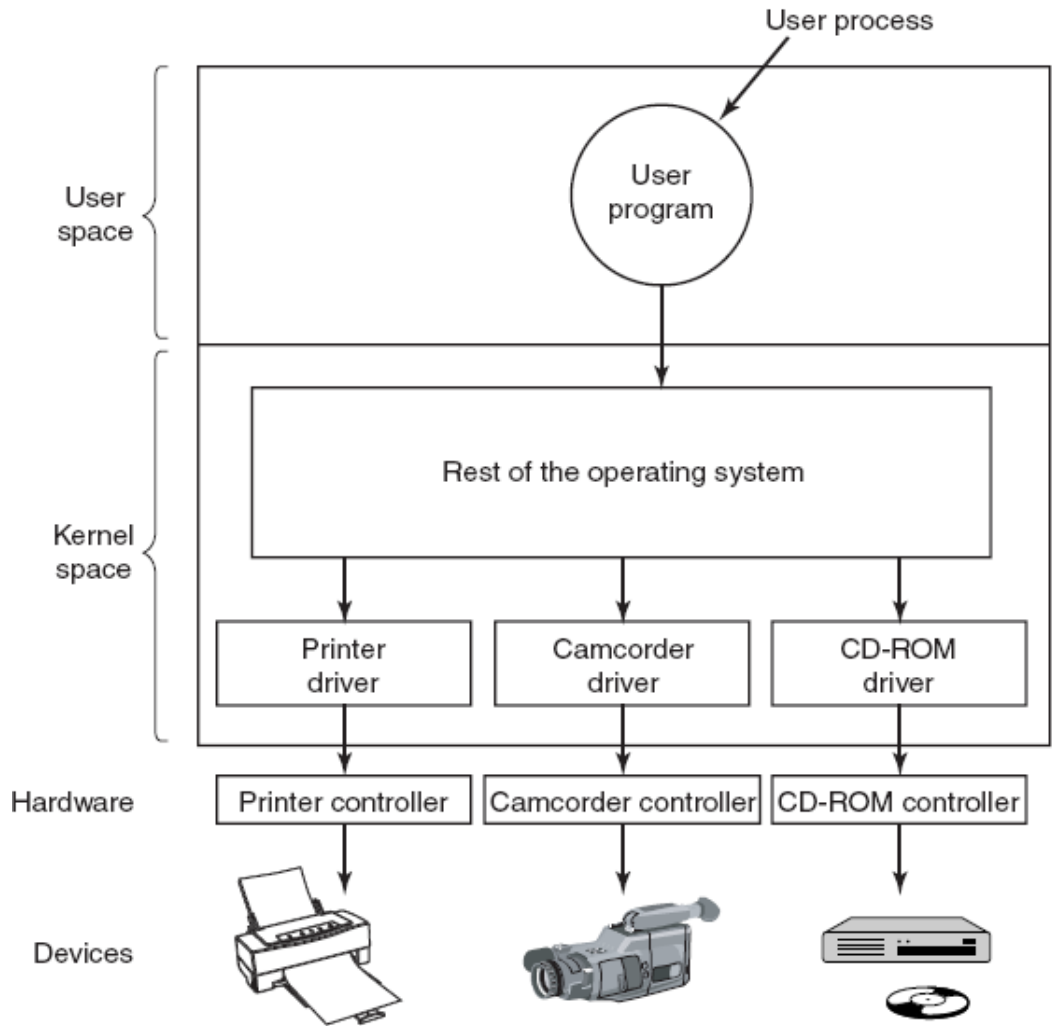 User process
User
program
User
space
Rest of the operating system
Kernel
space
Printer
driver
Camcorder
driver
CD-ROM
driver
Hardware
Printer controller
Camcorder controller
CD-ROM controller
Devices